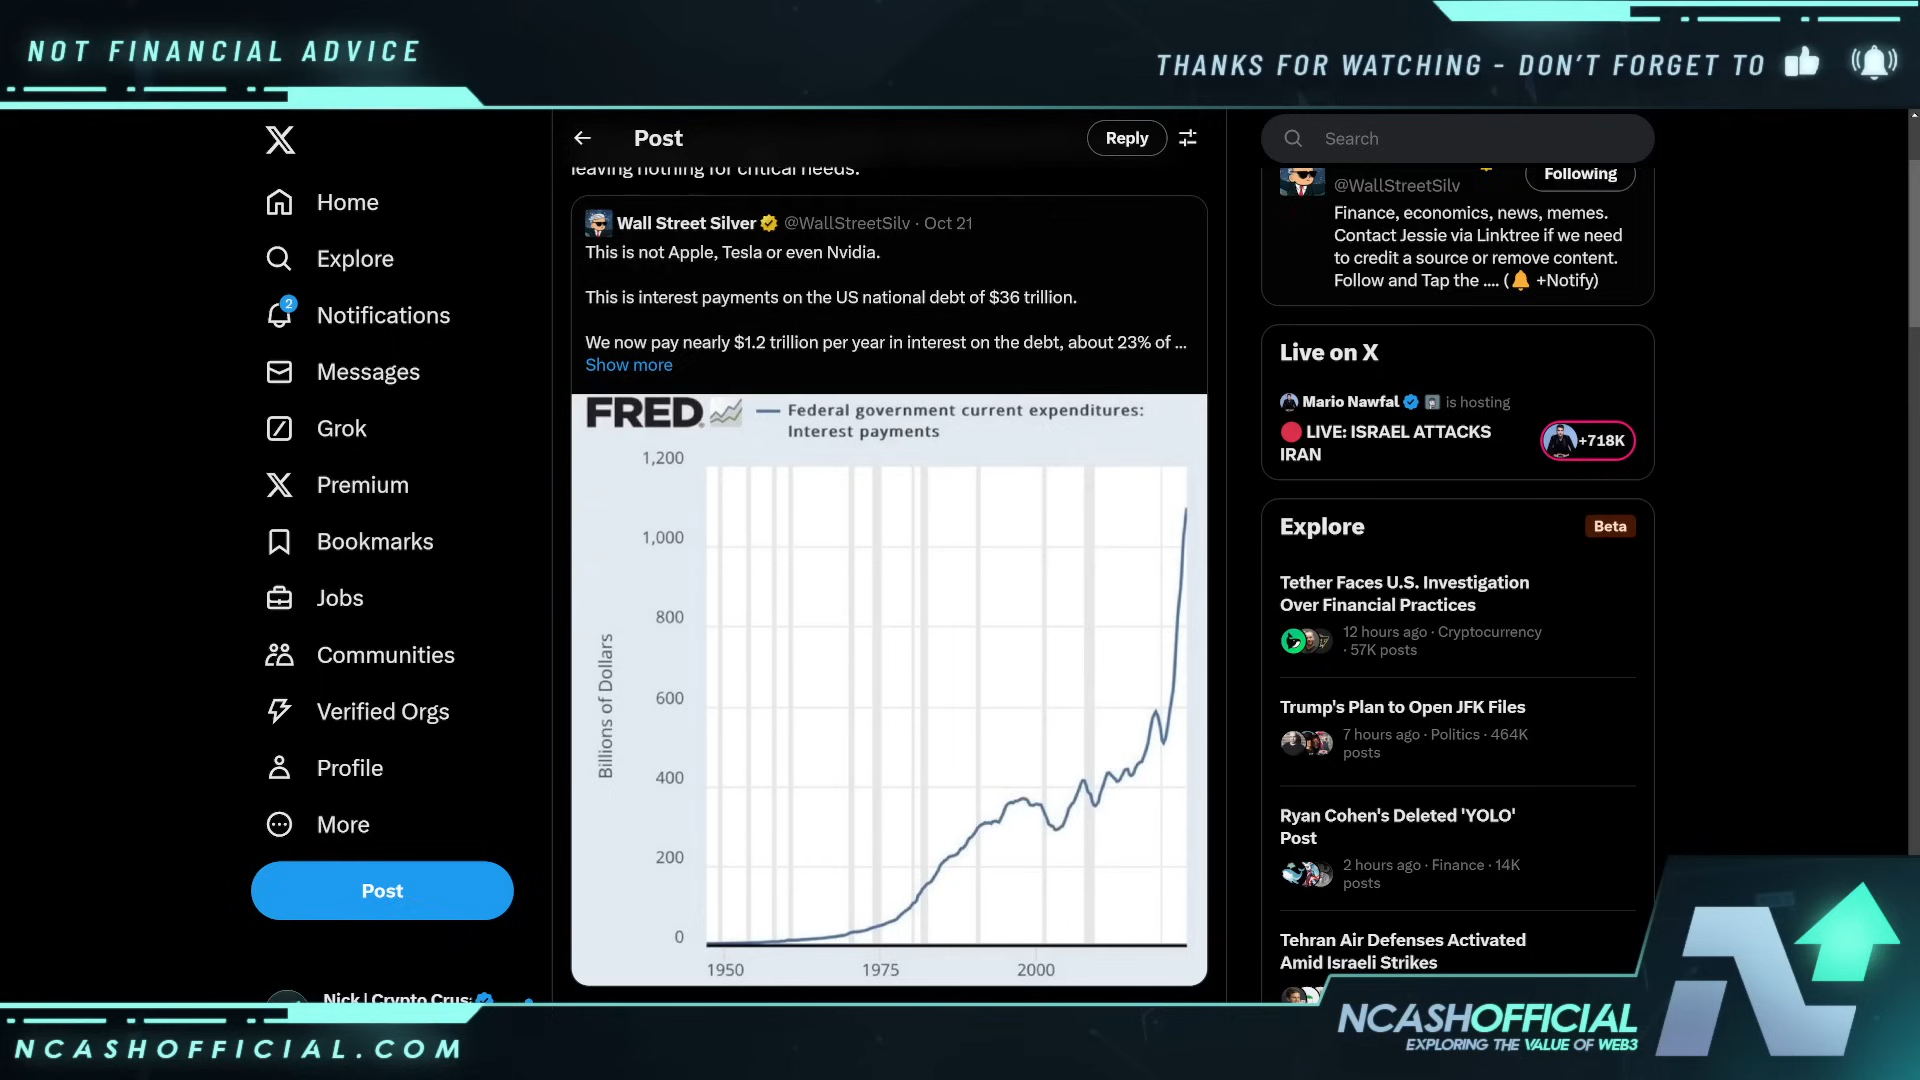 NOT FINANCIAL ADVICE
THANKS FOR WATCHING - DON'T FORGET TO
Home
Explore
2
Notifications
Messages
Grok
Premium
Bookmarks
Jobs
Communities
Verified Orgs
Profile
More
Post
Nick | Crypto Crus
Post
Reply
leaving nothing for critical needs.
Wall Street Silver @WallStreetSilv · Oct 21
This is not Apple, Tesla or even Nvidia.
This is interest payments on the US national debt of $36 trillion.
We now pay nearly $1.2 trillion per year in interest on the debt, about 23% of ...
Show more
FRED
Federal government current expenditures:
Interest payments
Billions of Dollars
1,200
1,000
800
600
400
200
0
1950 1975 2000
Search
@WallStreetSilv
Following
Finance, economics, news, memes.
Contact Jessie via Linktree if we need
to credit a source or remove content.
Follow and Tap the .... (🔔 +Notify)
Live on X
Mario Nawfal is hosting
🔴 LIVE: ISRAEL ATTACKS
IRAN
+718K
Explore
Beta
Tether Faces U.S. Investigation
Over Financial Practices
12 hours ago · Cryptocurrency
· 57K posts
Trump's Plan to Open JFK Files
7 hours ago · Politics · 464K
posts
Ryan Cohen's Deleted 'YOLO'
Post
2 hours ago · Finance · 14K
posts
Tehran Air Defenses Activated
Amid Israeli Strikes
NCASHOFFICIAL.COM
NCASHOFFICIAL
EXPLORING THE VALUE OF WEB3